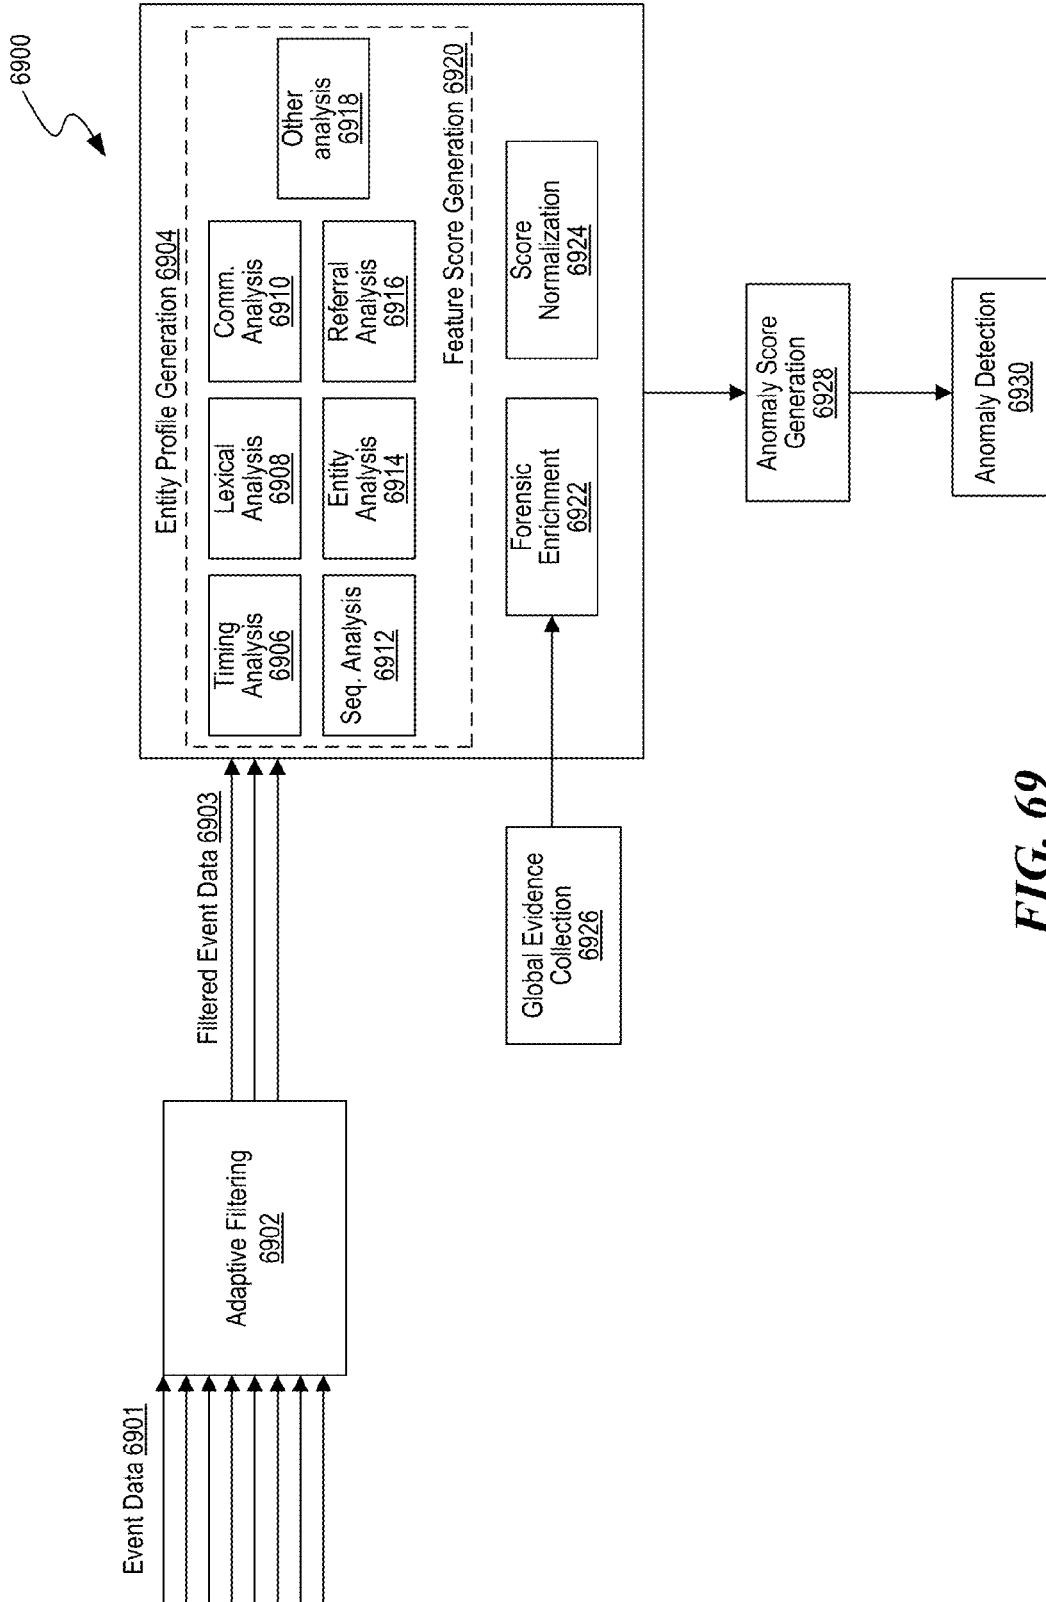 6900
Event Data 6901
Adaptive Filtering
6902
Filtered Event Data 6903
Entity Profile Generation 6904
Timing
Analysis
6906
Lexical
Analysis
6908
Comm.
Analysis
6910
Seq. Analysis
6912
Entity
Analysis
6914
Referral
Analysis
6916
Other
analysis
6918
Feature Score Generation 6920
Forensic
Enrichment
6922
Score
Normalization
6924
Global Evidence
Collection
6926
Anomaly Score
Generation
6928
Anomaly Detection
6930
FIG. 69